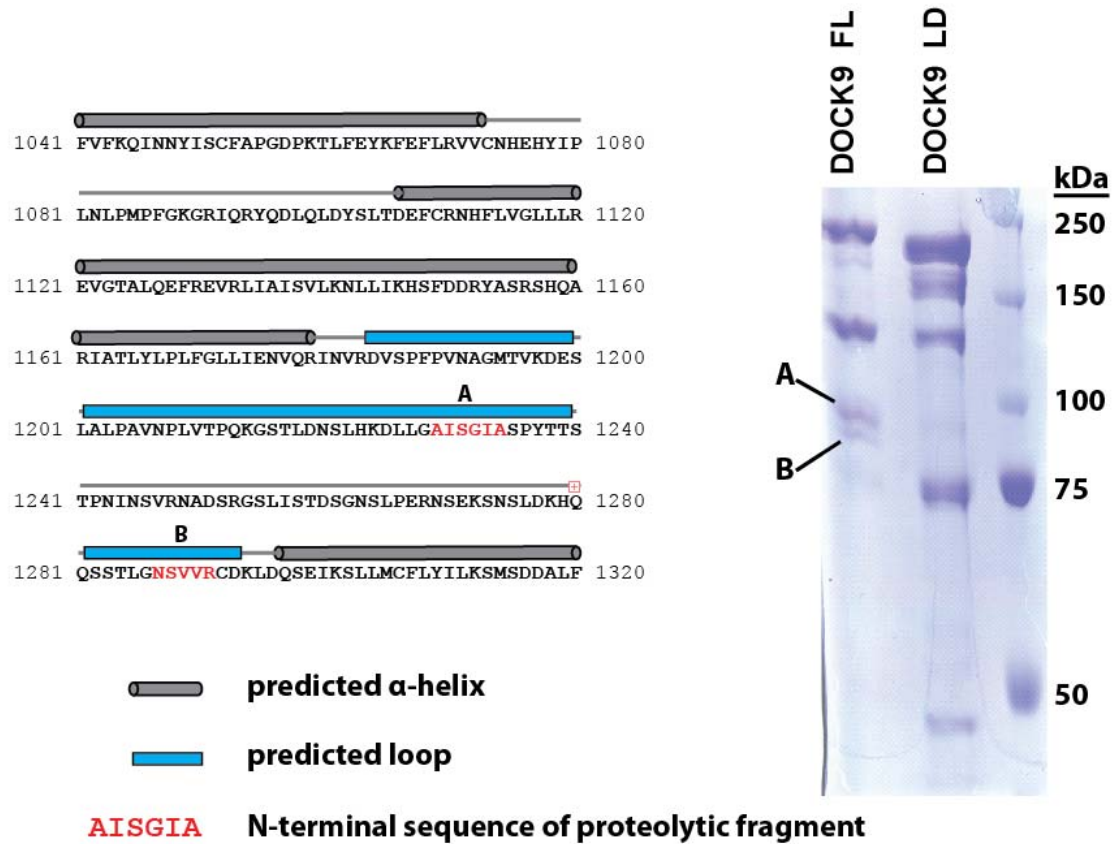 1041 FVFKQINNYISCFAPGDPKTLFEYKFEFLRVVCNHEHYIP 1080
1081 LNLPMPFGKGRIQRYQDLQLDYSLTDEFCRNHFLVGLLLR 1120
1121 EVGTALQEFREVRLIAISVLKNLLIKHSFDDRYASRSHQA 1160
1161 RIATLYLPLFGLLIENVQRINVRDVSPFPVNAGMTVKDES 1200
A
1201 LALPAVNPLVTPQKGSTLDNSLHKDLLGAISGIASPYTTS 1240
1241 TPNINSVRNADSRGSLISTDSGNSLPERNSEKSNSLDKHQ 1280
B
1281 QSSTLGNSVVRCDKLDQSEIKSLLMCFLYILKSMSDDALF 1320
predicted α-helix
predicted loop
AISGIA N-terminal sequence of proteolytic fragment
DOCK9 FL
DOCK9 LD
kDa
250
150
100
75
50
A
B